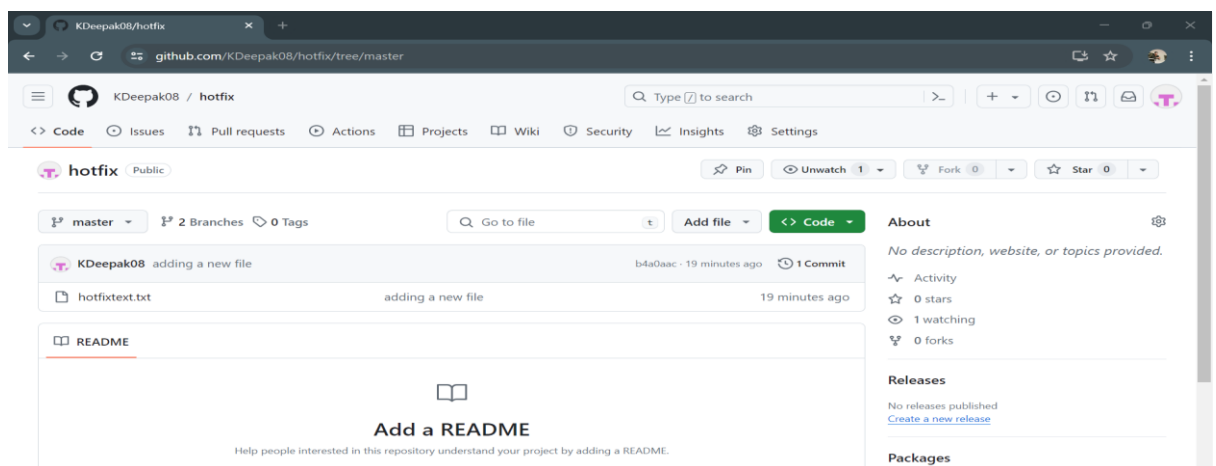 KDeepak08/hotfix
github.com/KDeepak08/hotfix/tree/master
KDeepak08 / hotfix Type / to search
Code Issues Pull requests Actions Projects Wiki Security Insights Settings
hotfix Public Pin Unwatch 1 Fork 0 Star 0
master 2 Branches 0 Tags Go to file t Add file Code
KDeepak08 adding a new file b4a0aac · 19 minutes ago 1 Commit
hotfixtext.txt adding a new file 19 minutes ago
README
Add a README
Help people interested in this repository understand your project by adding a README.
About
No description, website, or topics provided.
Activity
0 stars
1 watching
0 forks
Releases
No releases published
Create a new release
Packages